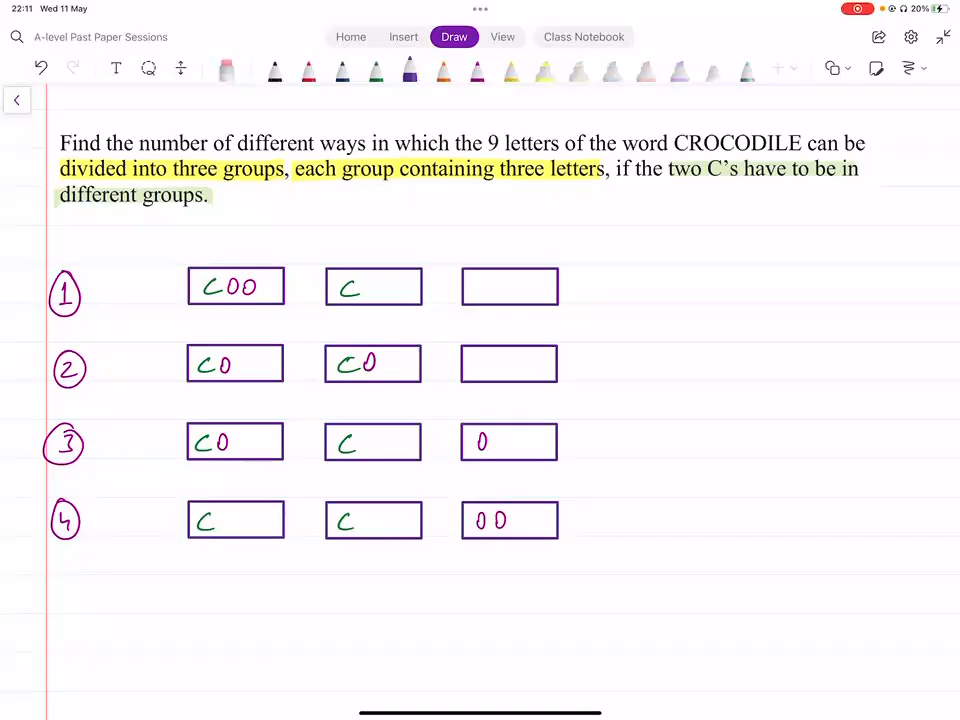 22:11 Wed 11 May
20%
A-level Past Paper Sessions
Home Insert Draw View Class Notebook
T
Find the number of different ways in which the 9 letters of the word CROCODILE can be
divided into three groups, each group containing three letters, if the two C's have to be in
different groups.
1 COO C
2 CO CO
3 CO C O
4 C C OO